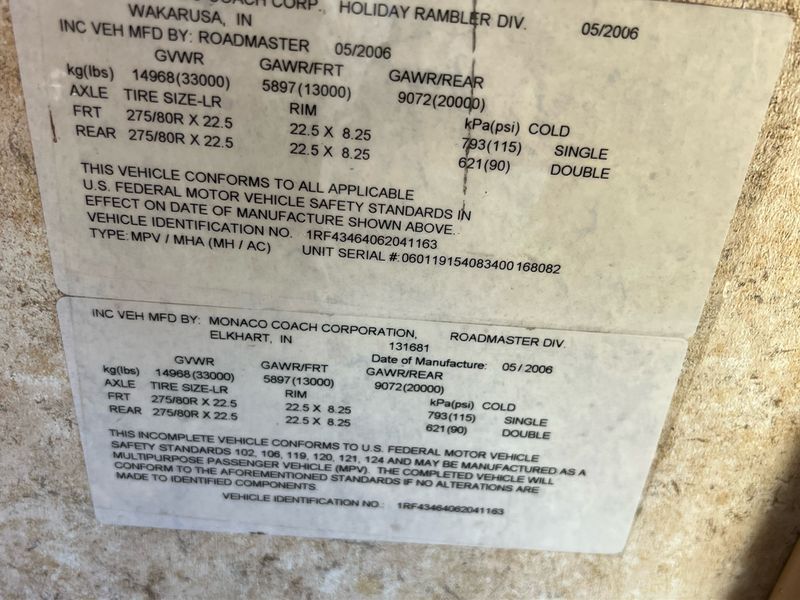 COACH CORP., HOLIDAY RAMBLER DIV.
WAKARUSA, IN 05/2006
INC VEH MFD BY: ROADMASTER 05/2006
GVWR GAWR/FRT GAWR/REAR
kg(lbs) 14968(33000) 5897(13000) 9072(20000)
AXLE TIRE SIZE-LR RIM kPa(psi) COLD
FRT 275/80R X 22.5 22.5 X 8.25 793(115) SINGLE
REAR 275/80R X 22.5 22.5 X 8.25 621(90) DOUBLE
THIS VEHICLE CONFORMS TO ALL APPLICABLE
U.S. FEDERAL MOTOR VEHICLE SAFETY STANDARDS IN
EFFECT ON DATE OF MANUFACTURE SHOWN ABOVE.
VEHICLE IDENTIFICATION NO. 1RF43464062041163
TYPE: MPV / MHA (MH / AC) UNIT SERIAL #:060119154083400168082
INC VEH MFD BY: MONACO COACH CORPORATION, ROADMASTER DIV.
ELKHART, IN 131681
Date of Manufacture: 05/2006
GVWR GAWR/FRT GAWR/REAR
kg(lbs) 14968(33000) 5897(13000) 9072(20000)
AXLE TIRE SIZE-LR RIM kPa(psi) COLD
FRT 275/80R X 22.5 22.5 X 8.25 793(115) SINGLE
REAR 275/80R X 22.5 22.5 X 8.25 621(90) DOUBLE
THIS INCOMPLETE VEHICLE CONFORMS TO U.S. FEDERAL MOTOR VEHICLE
SAFETY STANDARDS 102, 106, 119, 120, 121, 124 AND MAY BE MANUFACTURED AS A
MULTIPURPOSE PASSENGER VEHICLE (MPV). THE COMPLETED VEHICLE WILL
CONFORM TO THE AFOREMENTIONED STANDARDS IF NO ALTERATIONS ARE
MADE TO IDENTIFIED COMPONENTS.
VEHICLE IDENTIFICATION NO.: 1RF43464062041163